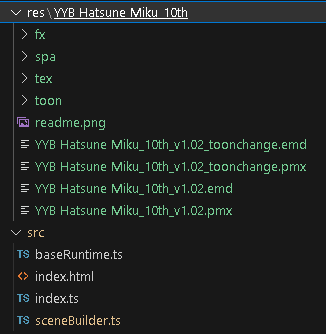 res\YYB Hatsune Miku_10th
fx
spa
tex
toon
readme.png
YYB Hatsune Miku_10th_v1.02_toonchange.emd
YYB Hatsune Miku_10th_v1.02_toonchange.pmx
YYB Hatsune Miku_10th_v1.02.emd
YYB Hatsune Miku_10th_v1.02.pmx
src
TS baseRuntime.ts
index.html
TS index.ts
TS sceneBuilder.ts